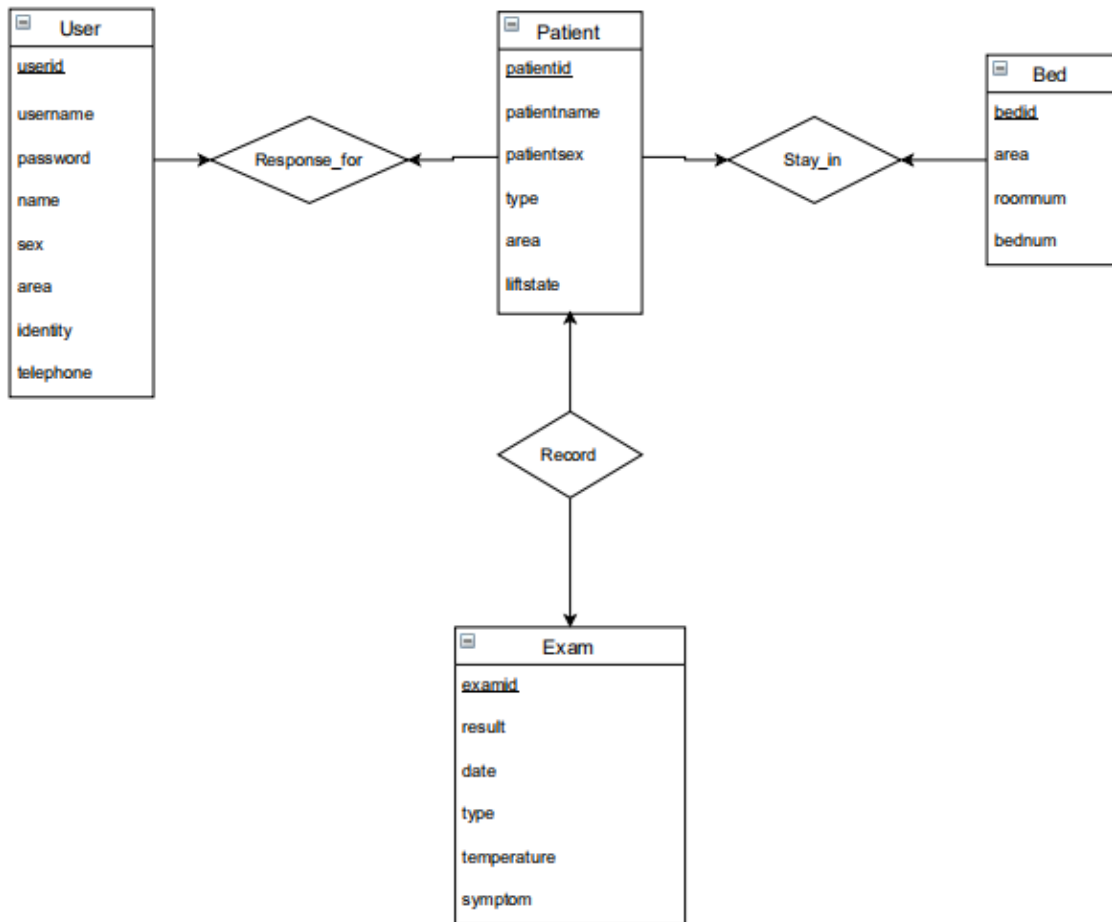 User
userid
username
password
name
sex
area
identity
telephone
Response_for
Patient
patientid
patientname
patientsex
type
area
liftstate
Stay_in
Bed
bedid
area
roomnum
bednum
Record
Exam
examid
result
date
type
temperature
symptom